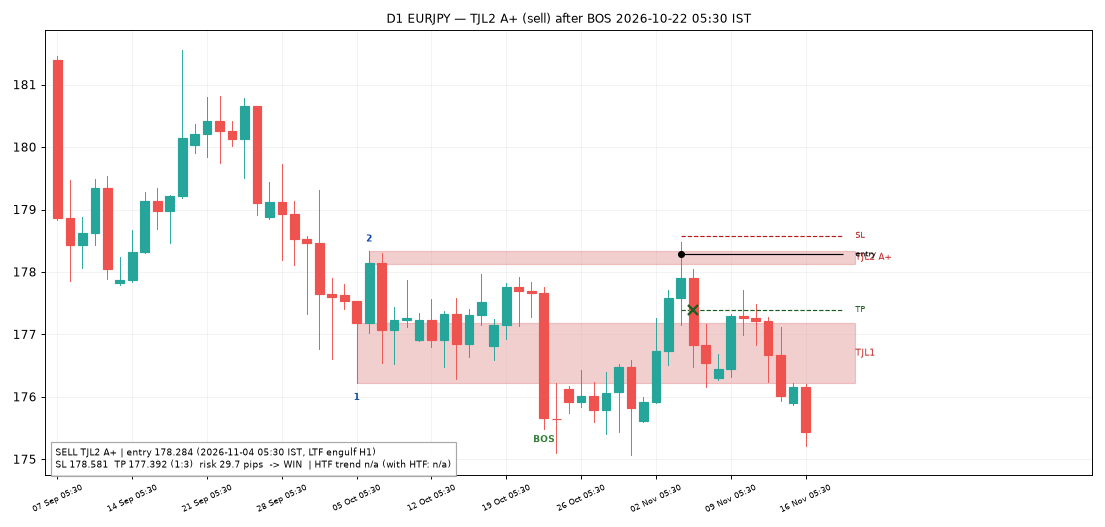 D1 EURJPY — TJL2 A+ (sell) after BOS 2026-10-22 05:30 IST
181
180
179
178
177
176
175
2
1
BOS
SL
entry
TJL2 A+
TP
TJL1
SELL TJL2 A+ | entry 178.284 (2026-11-04 05:30 IST, LTF engulf H1)
SL 178.581  TP 177.392 (1:3)  risk 29.7 pips  -> WIN  | HTF trend n/a (with HTF: n/a)
07 Sep 05:30
14 Sep 05:30
21 Sep 05:30
28 Sep 05:30
05 Oct 05:30
12 Oct 05:30
19 Oct 05:30
26 Oct 05:30
02 Nov 05:30
09 Nov 05:30
16 Nov 05:30